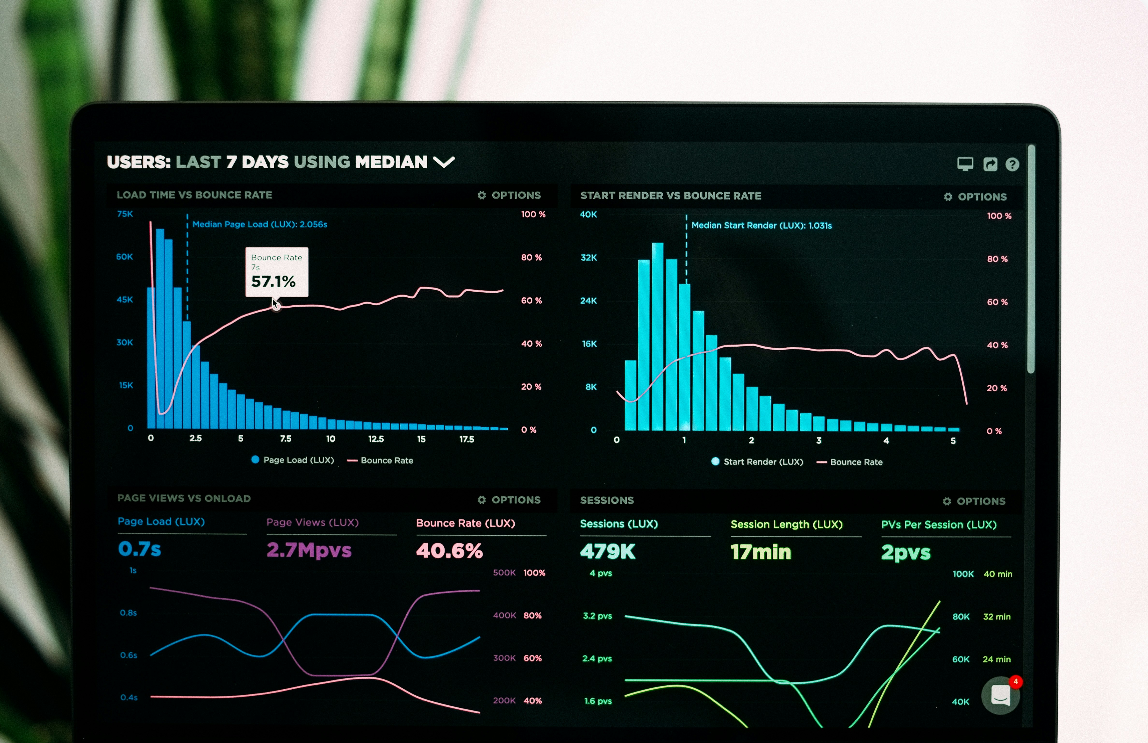 USERS: LAST 7 DAYS USING MEDIAN
LOAD TIME VS BOUNCE RATE
OPTIONS
75K
60K
45K
30K
15K
0
Median Page Load (LUX): 2.056s
Bounce Rate
7s
57.1%
100 %
80 %
60 %
40 %
20 %
0 %
0 2.5 5 7.5 10 12.5 15 17.5
Page Load (LUX) Bounce Rate
START RENDER VS BOUNCE RATE
OPTIONS
40K
32K
24K
16K
8K
0
Median Start Render (LUX): 1.031s
100 %
80 %
60 %
40 %
20 %
0 %
0 1 2 3 4 5
Start Render (LUX) Bounce Rate
PAGE VIEWS VS ONLOAD
OPTIONS
Page Load (LUX)
0.7s
Page Views (LUX)
2.7Mpvs
Bounce Rate (LUX)
40.6%
1s
0.8s
0.6s
0.4s
500K 100%
400K 80%
300K 60%
200K 40%
SESSIONS
OPTIONS
Sessions (LUX)
479K
Session Length (LUX)
17min
PVs Per Session (LUX)
2pvs
4 pvs
3.2 pvs
2.4 pvs
1.6 pvs
100K 40 min
80K 32 min
60K 24 min
40K
4